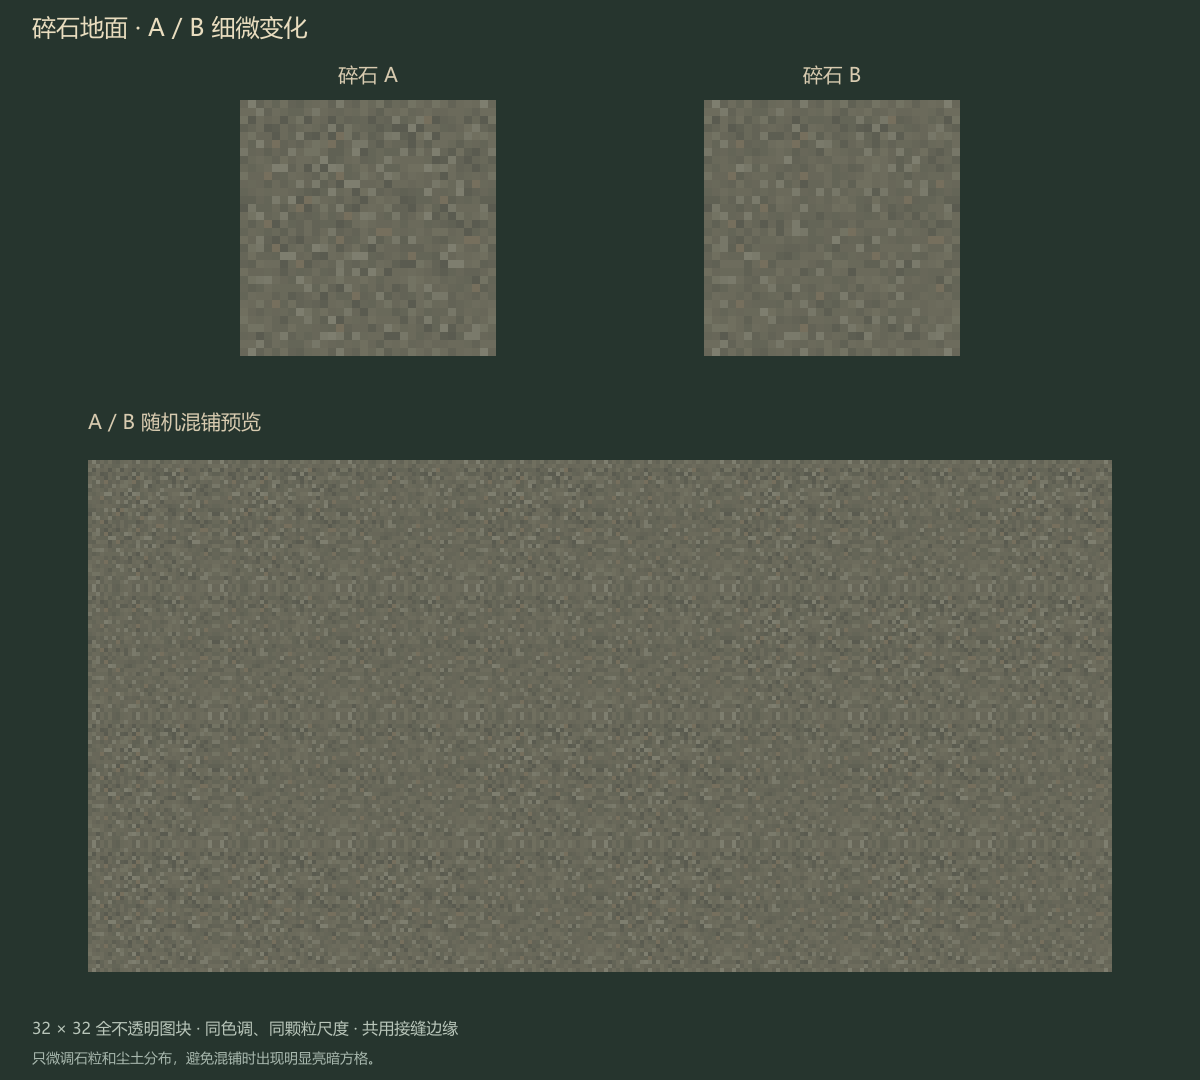 碎石地面 · A / B 细微变化
碎石 A
碎石 B
A / B 随机混铺预览
32 × 32 全不透明图块 · 同色调、同颗粒尺度 · 共用接缝边缘
只微调石粒和尘土分布，避免混铺时出现明显亮暗方格。